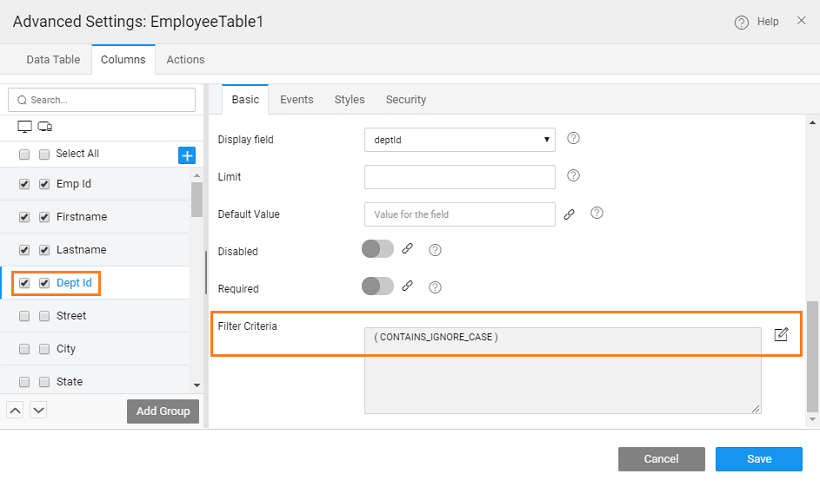 Advanced Settings: EmployeeTable1
Help
Data Table
Columns
Actions
Search...
Select All
Emp Id
Firstname
Lastname
Dept Id
Street
City
State
Add Group
Basic
Events
Styles
Security
Display field
deptId
Limit
Default Value
Value for the field
Disabled
Required
Filter Criteria
( CONTAINS_IGNORE_CASE )
Cancel
Save